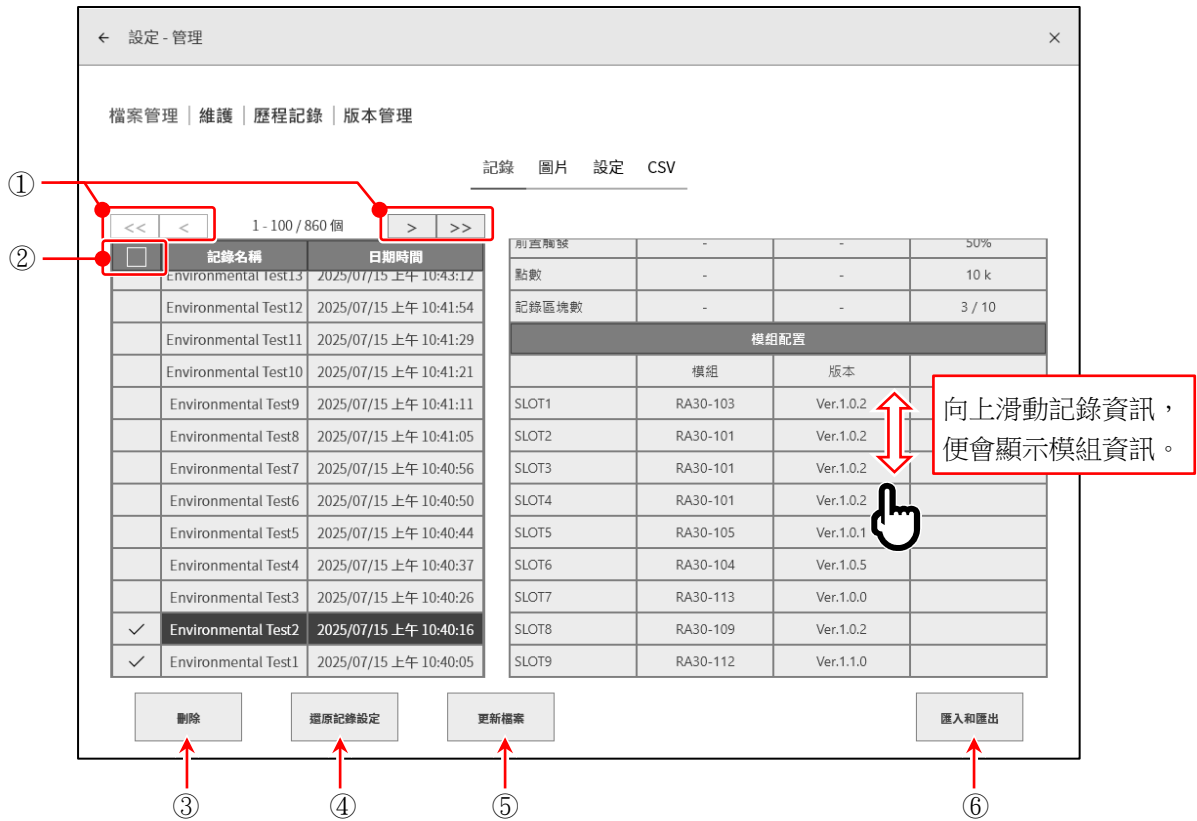 ← 設定 - 管理 ×
檔案管理 | 維護 | 歷程記錄 | 版本管理
記錄 圖片 設定 CSV
①
<< < 1 - 100 / 860 個 > >>
②
記錄名稱 日期時間
Environmental Test13 2025/07/15 上午 10:43:12
Environmental Test12 2025/07/15 上午 10:41:54
Environmental Test11 2025/07/15 上午 10:41:29
Environmental Test10 2025/07/15 上午 10:41:21
Environmental Test9 2025/07/15 上午 10:41:11
Environmental Test8 2025/07/15 上午 10:41:05
Environmental Test7 2025/07/15 上午 10:40:56
Environmental Test6 2025/07/15 上午 10:40:50
Environmental Test5 2025/07/15 上午 10:40:44
Environmental Test4 2025/07/15 上午 10:40:37
Environmental Test3 2025/07/15 上午 10:40:26
Environmental Test2 2025/07/15 上午 10:40:16
Environmental Test1 2025/07/15 上午 10:40:05
前置觸發 - - 50%
點數 - - 10 k
記錄區塊數 - - 3 / 10
模組配置
模組 版本
SLOT1 RA30-103 Ver.1.0.2
SLOT2 RA30-101 Ver.1.0.2
SLOT3 RA30-101 Ver.1.0.2
SLOT4 RA30-101 Ver.1.0.2
SLOT5 RA30-105 Ver.1.0.1
SLOT6 RA30-104 Ver.1.0.5
SLOT7 RA30-113 Ver.1.0.0
SLOT8 RA30-109 Ver.1.0.2
SLOT9 RA30-112 Ver.1.1.0
向上滑動記錄資訊，
便會顯示模組資訊。
刪除 還原記錄設定 更新檔案 匯入和匯出
③ ④ ⑤ ⑥